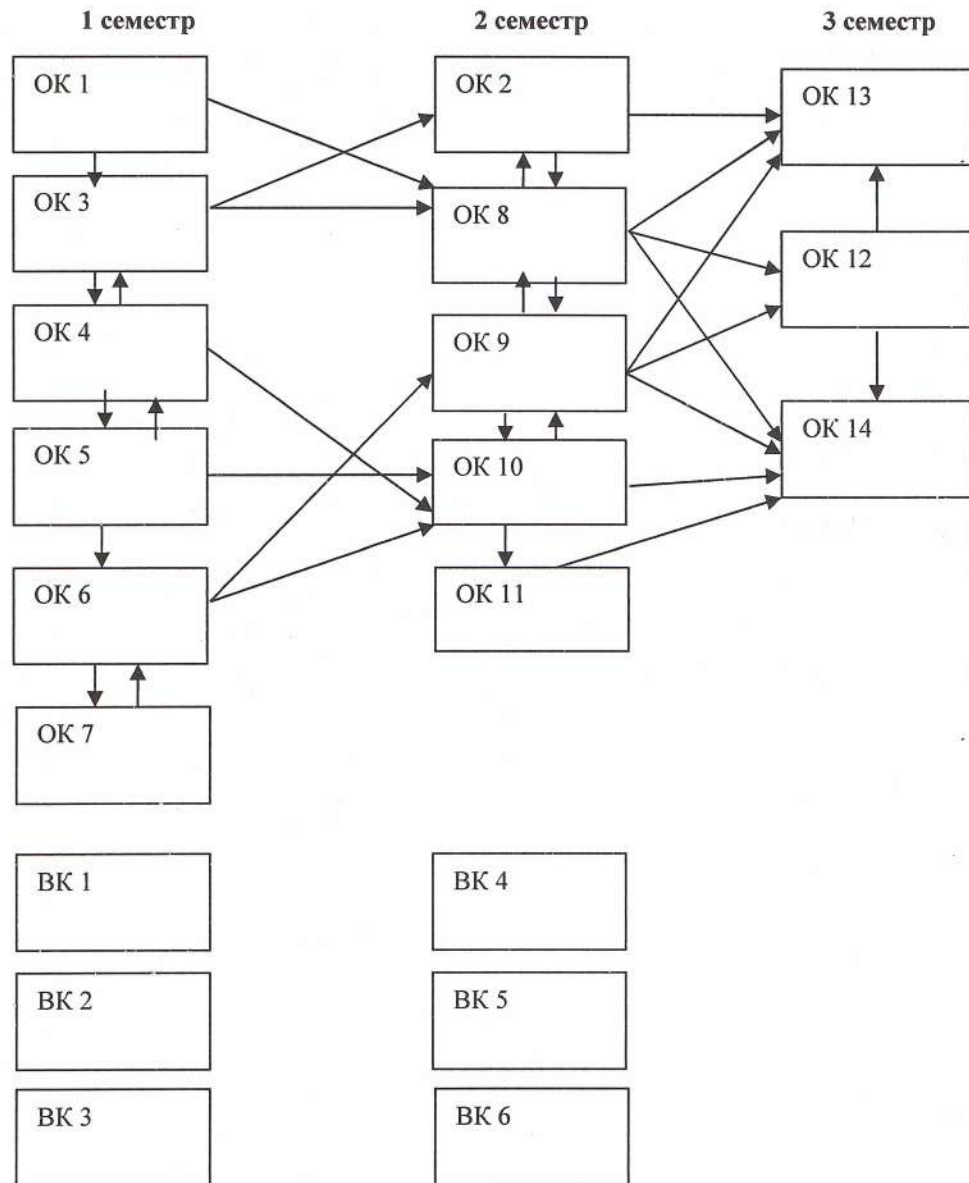 1 семестр 2 семестр 3 семестр
ОК 1 ОК 2 ОК 13
ОК 3 ОК 8 ОК 12
ОК 4 ОК 9 ОК 14
ОК 5 ОК 10
ОК 6 ОК 11
ОК 7
ВК 1 ВК 4
ВК 2 ВК 5
ВК 3 ВК 6